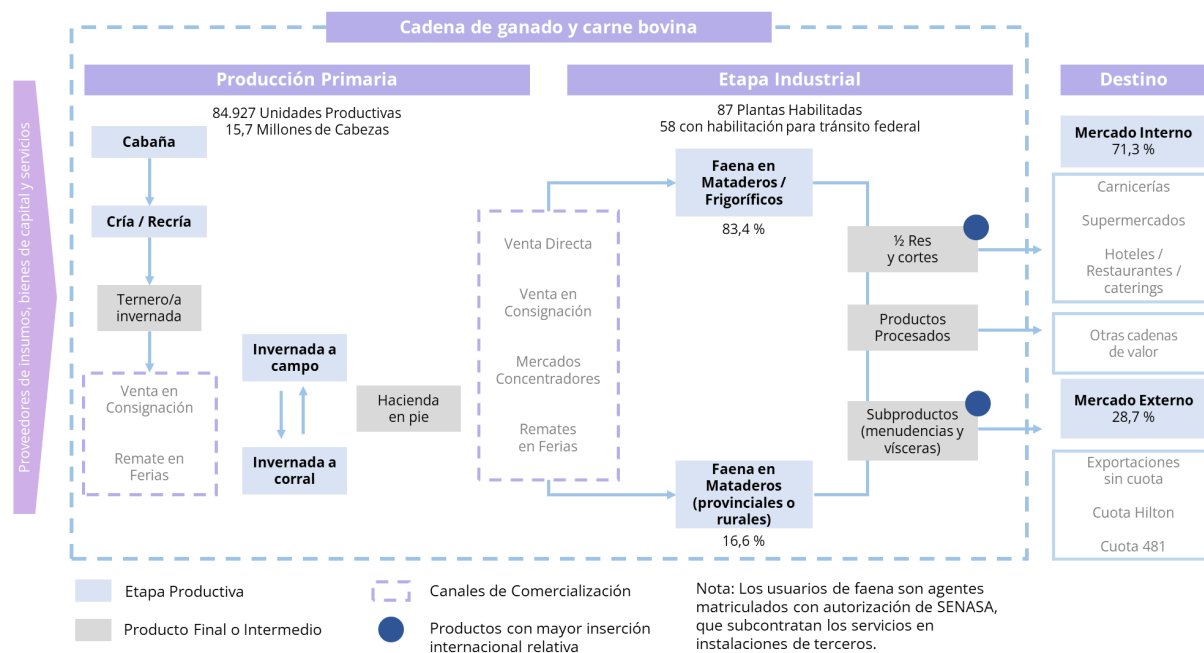 Cadena de ganado y carne bovina
Proveedores de insumos, bienes de capital y servicios
Producción Primaria
84.927 Unidades Productivas
15,7 Millones de Cabezas
Cabaña
Cría / Recría
Ternero/a
invernada
Venta en
Consignación
Remate en
Ferias
Invernada a
campo
Invernada a
corral
Hacienda
en pie
Venta Directa
Venta en
Consignación
Mercados
Concentradores
Remates
en Ferias
Etapa Industrial
87 Plantas Habilitadas
58 con habilitación para tránsito federal
Faena en
Mataderos /
Frigoríficos
83,4 %
Faena en
Mataderos
(provinciales o
rurales)
16,6 %
½ Res
y cortes
Productos
Procesados
Subproductos
(menudencias y
vísceras)
Destino
Mercado Interno
71,3 %
Carnicerías
Supermercados
Hoteles /
Restaurantes /
caterings
Otras cadenas
de valor
Mercado Externo
28,7 %
Exportaciones
sin cuota
Cuota Hilton
Cuota 481
Etapa Productiva
Producto Final o Intermedio
Canales de Comercialización
Productos con mayor inserción
internacional relativa
Nota: Los usuarios de faena son agentes
matriculados con autorización de SENASA,
que subcontratan los servicios en
instalaciones de terceros.